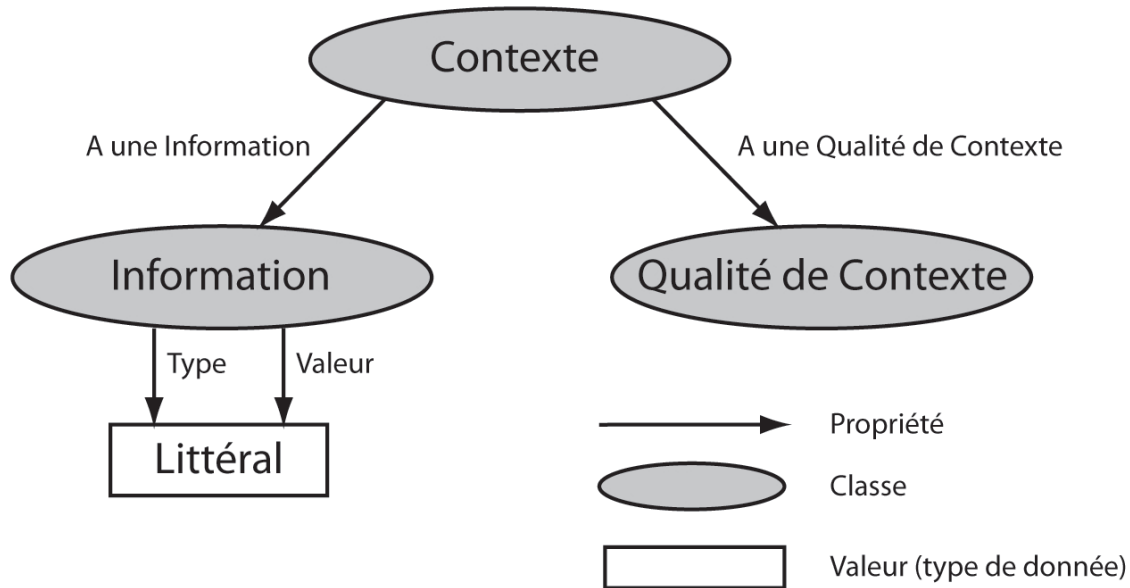 Contexte
A une Information
A une Qualité de Contexte
Information
Qualité de Contexte
Type
Valeur
Littéral
Propriété
Classe
Valeur (type de donnée)